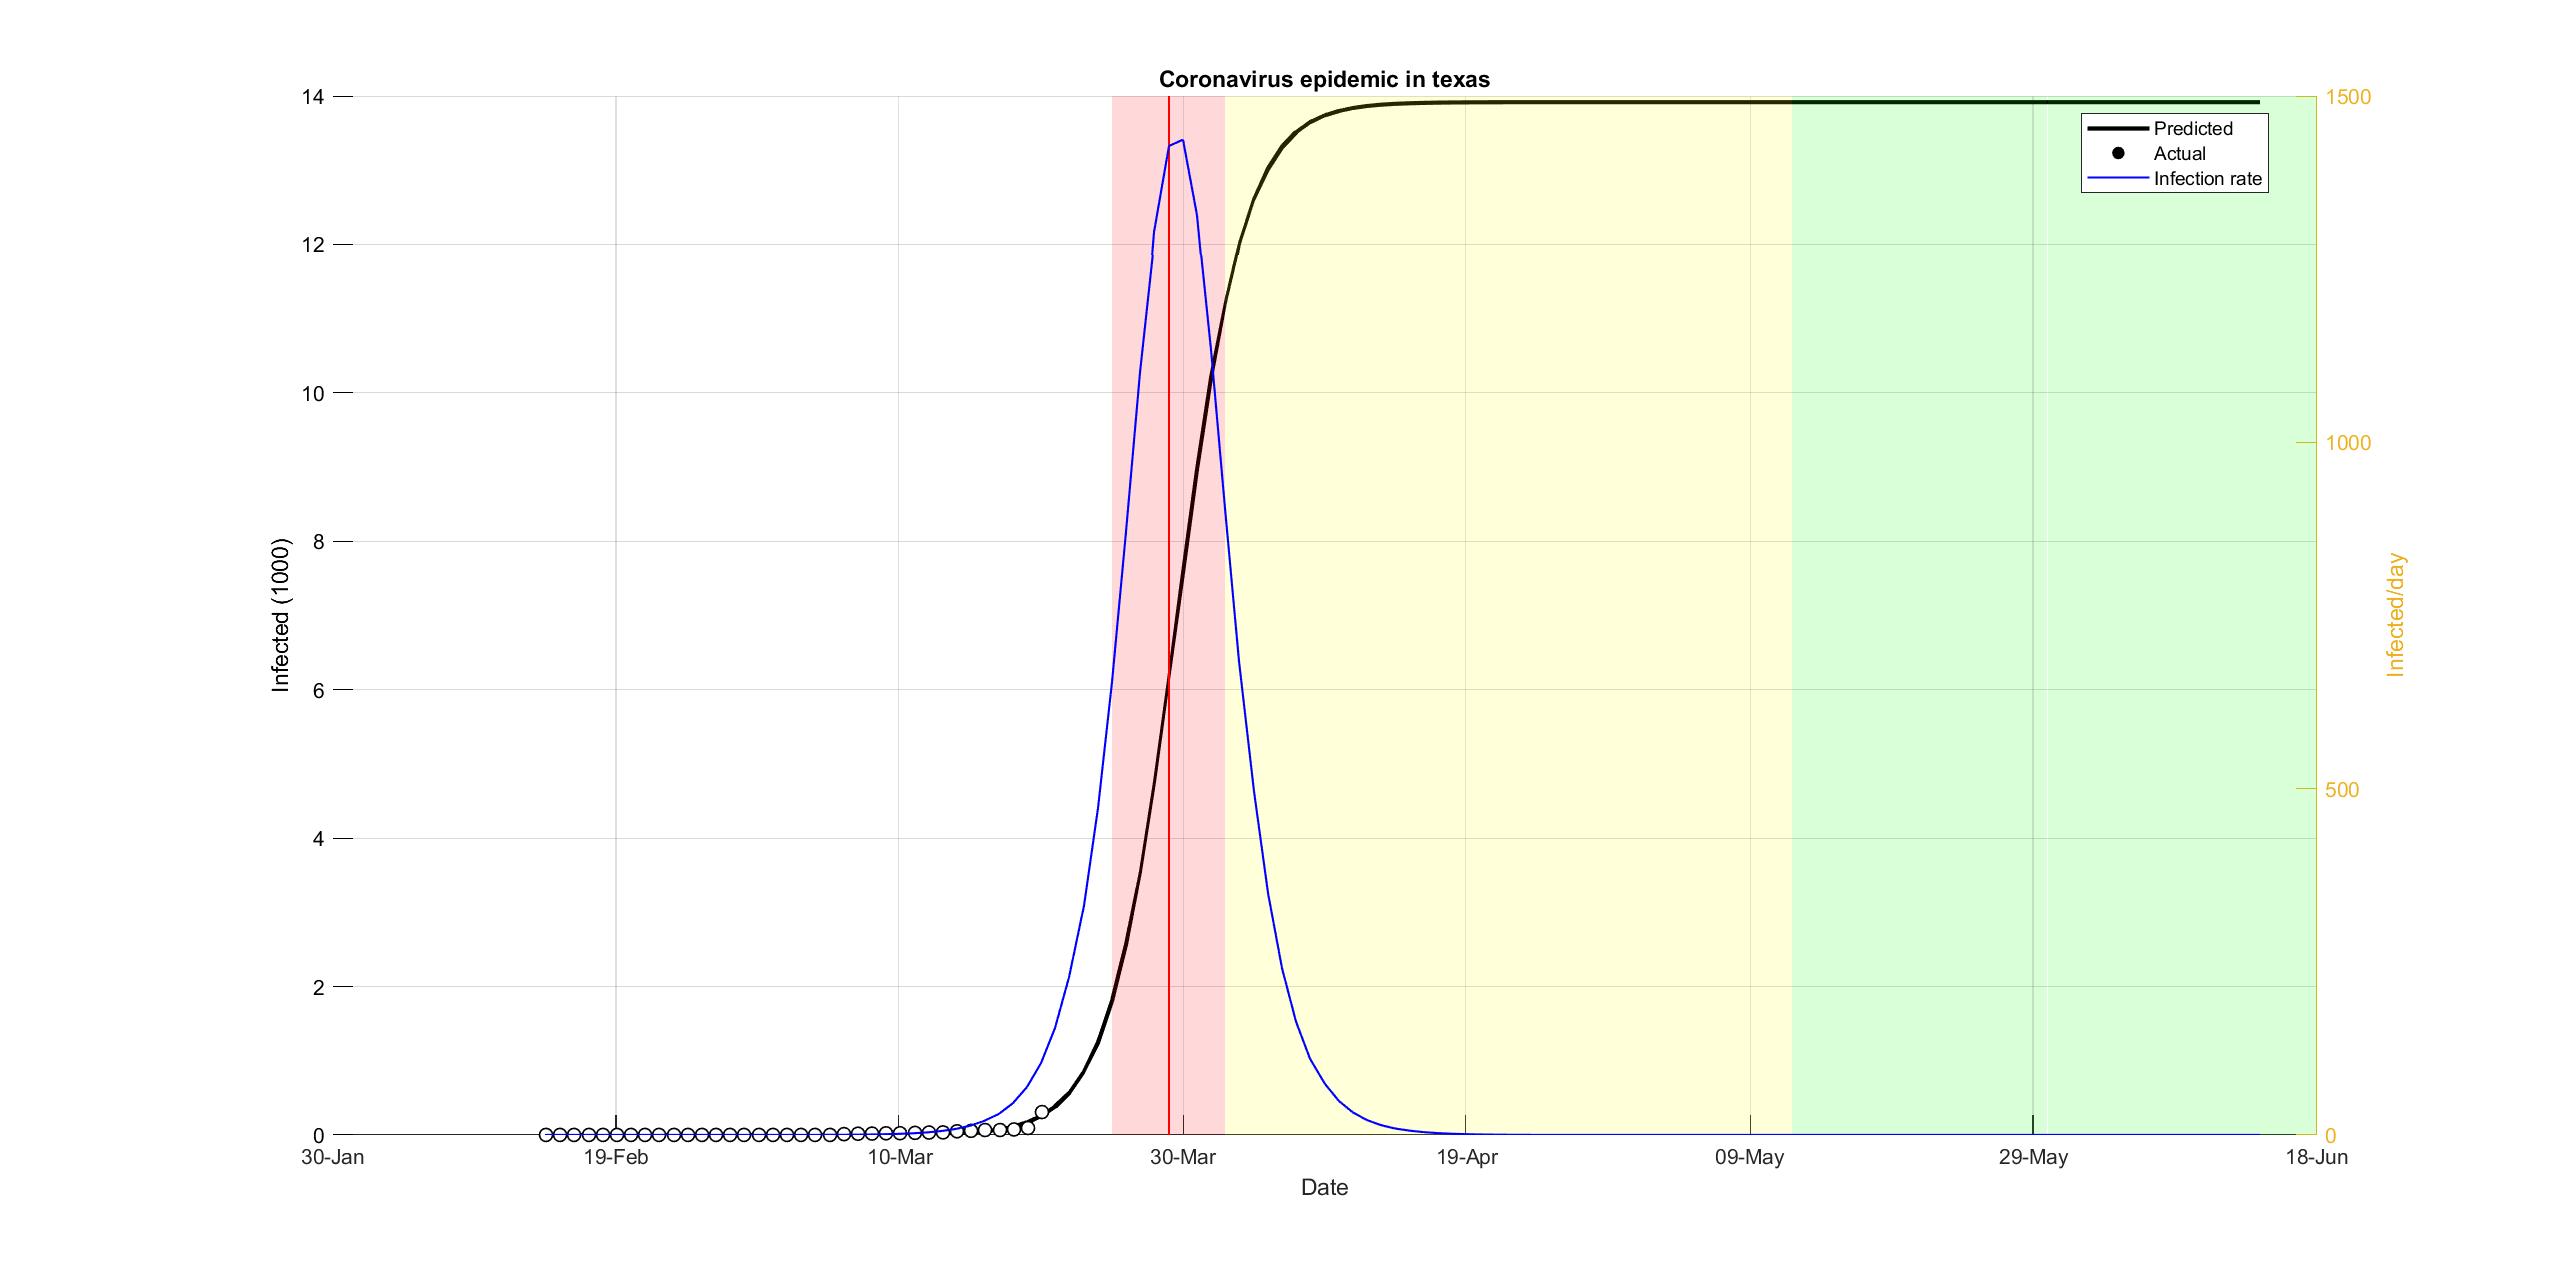 Coronavirus epidemic in texas
14
12
10
8
6
4
2
0
Infected (1000)
1500
1000
500
0
Infected/day
Predicted
Actual
Infection rate
30-Jan
19-Feb
10-Mar
30-Mar
19-Apr
09-May
29-May
18-Jun
Date